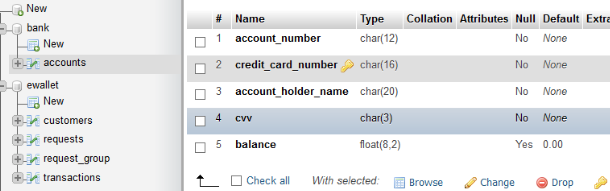 New
bank
New
accounts
ewallet
New
customers
requests
request_group
transactions
# Name Type Collation Attributes Null Default Extra
1 account_number char(12) No None
2 credit_card_number char(16) No None
3 account_holder_name char(20) No None
4 cvv char(3) No None
5 balance float(8,2) Yes 0.00
Check all With selected: Browse Change Drop